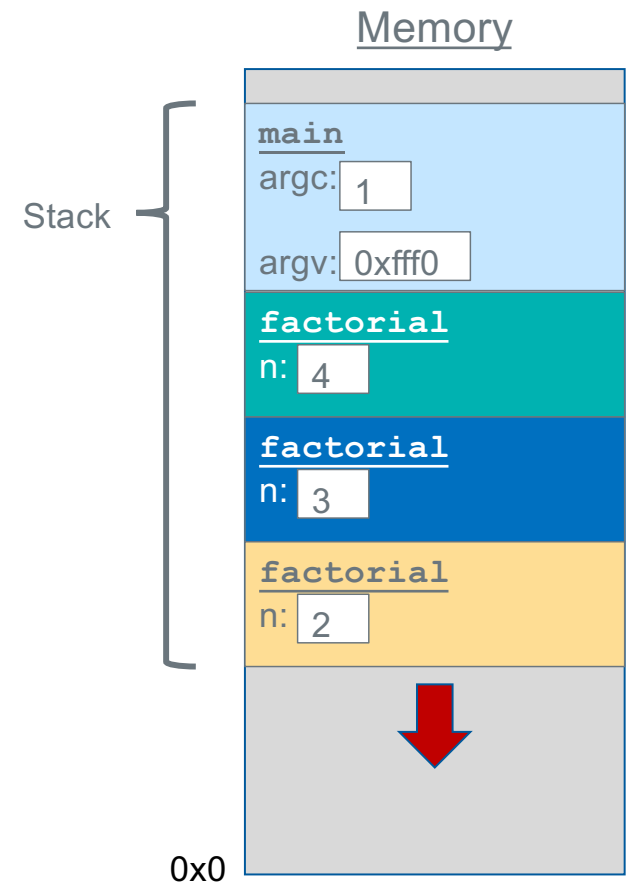 Memory
main
argc: 1
Stack
argv: 0xfff0
factorial
n: 4
factorial
n: 3
factorial
n: 2
0x0